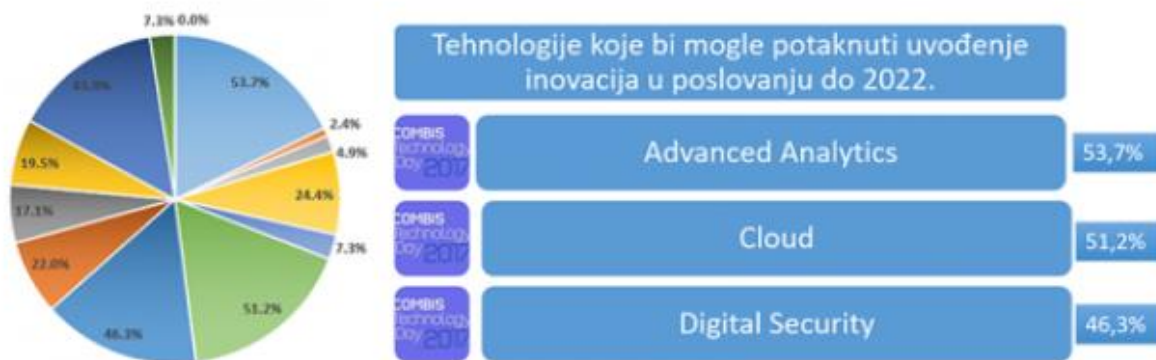 7.3% 0.0%
53.7%
2.4%
4.9%
24.4%
7.3%
51.2%
46.3%
22.0%
17.1%
19.5%
Tehnologije koje bi mogle potaknuti uvođenje
inovacija u poslovanju do 2022.
COMBIS
Technology
Day 2017
Advanced Analytics
53,7%
COMBIS
Technology
Day 2017
Cloud
51,2%
COMBIS
Technology
Day 2017
Digital Security
46,3%